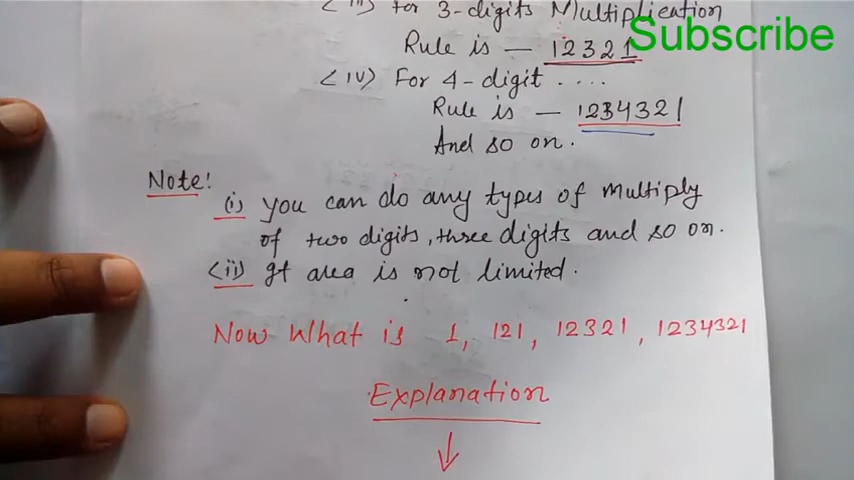 <iii> For 3-digits Multiplication
Rule is — 12321
Subscribe
<iv> For 4-digit ....
Rule is — 1234321
And so on.
Note!
(i) you can do any types of multiply
of two digits, three digits and so on.
<ii> It area is not limited.
Now What is 1, 121, 12321, 1234321
Explanation